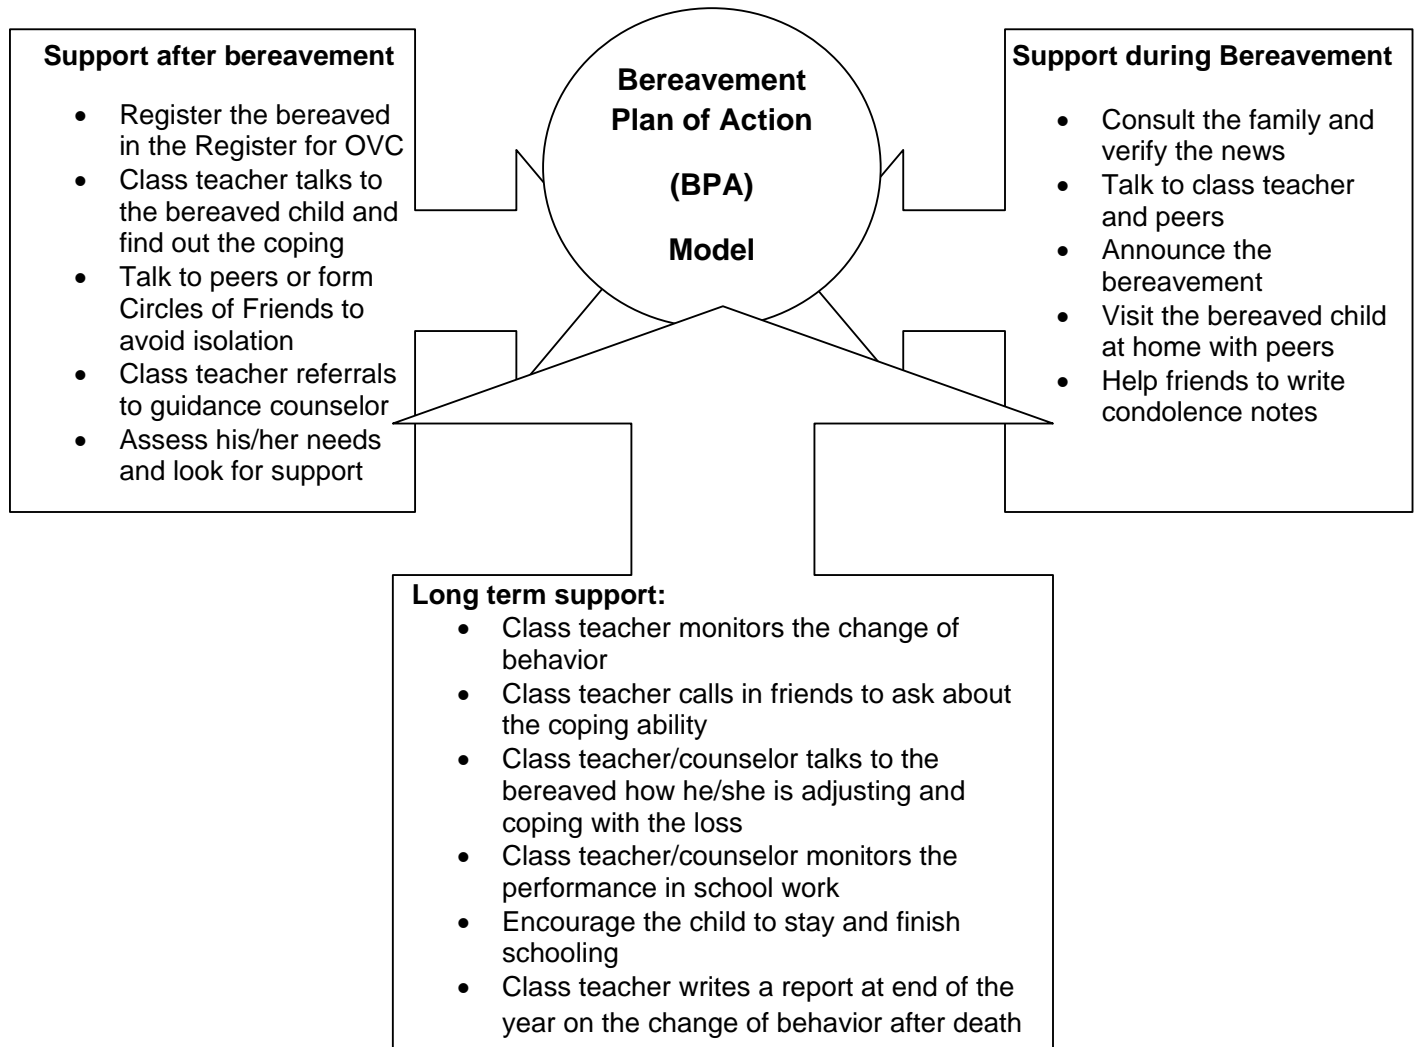 Support after bereavement
• Register the bereaved
in the Register for OVC
• Class teacher talks to
the bereaved child and
find out the coping
• Talk to peers or form
Circles of Friends to
avoid isolation
• Class teacher referrals
to guidance counselor
• Assess his/her needs
and look for support
Bereavement
Plan of Action
(BPA)
Model
Support during Bereavement
• Consult the family and
verify the news
• Talk to class teacher
and peers
• Announce the
bereavement
• Visit the bereaved child
at home with peers
• Help friends to write
condolence notes
Long term support:
• Class teacher monitors the change of
behavior
• Class teacher calls in friends to ask about
the coping ability
• Class teacher/counselor talks to the
bereaved how he/she is adjusting and
coping with the loss
• Class teacher/counselor monitors the
performance in school work
• Encourage the child to stay and finish
schooling
• Class teacher writes a report at end of the
year on the change of behavior after death